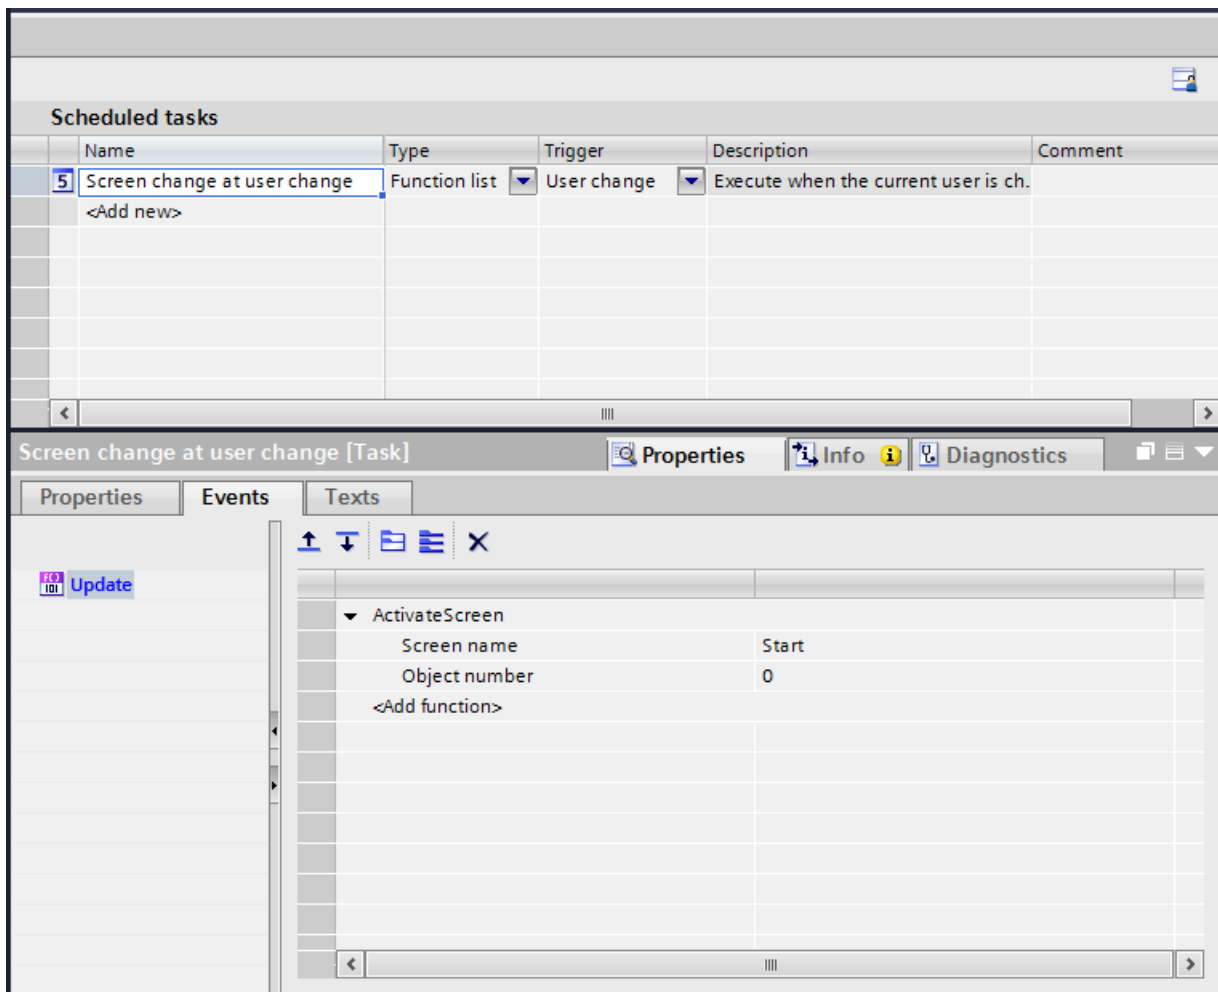 Scheduled tasks
Name Type Trigger Description Comment
5 Screen change at user change Function list User change Execute when the current user is ch.
<Add new>
Screen change at user change [Task] Properties Info Diagnostics
Properties Events Texts
Update
ActivateScreen
Screen name Start
Object number 0
<Add function>